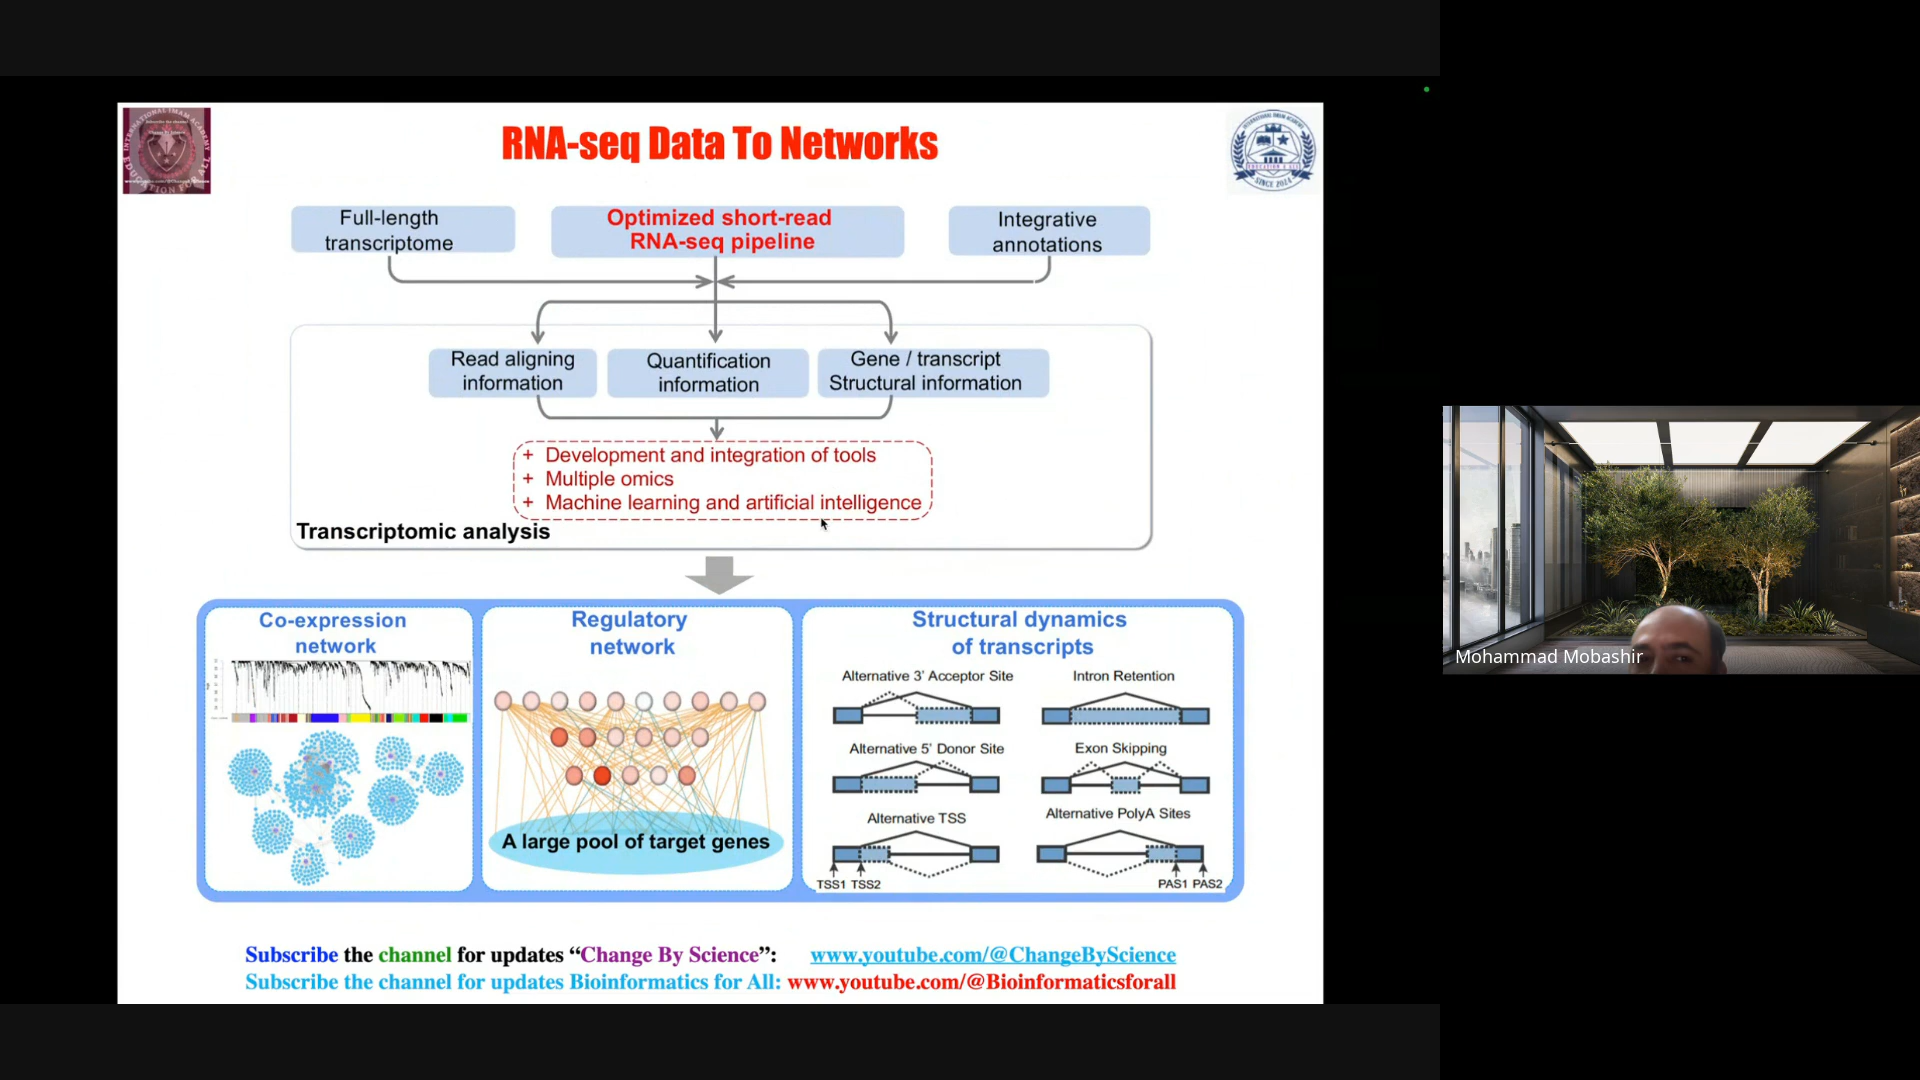 RNA-seq Data To Networks
Full-length
transcriptome
Optimized short-read
RNA-seq pipeline
Integrative
annotations
Read aligning
information
Quantification
information
Gene / transcript
Structural information
+ Development and integration of tools
+ Multiple omics
+ Machine learning and artificial intelligence
Transcriptomic analysis
Co-expression
network
Regulatory
network
A large pool of target genes
Structural dynamics
of transcripts
Alternative 3' Acceptor Site
Intron Retention
Alternative 5' Donor Site
Exon Skipping
Alternative TSS
Alternative PolyA Sites
TSS1 TSS2
PAS1 PAS2
Subscribe the channel for updates “Change By Science”: www.youtube.com/@ChangeByScience
Subscribe the channel for updates Bioinformatics for All: www.youtube.com/@Bioinformaticsforall
Mohammad Mobashir
EDUCATION FOR ALL
SINCE 2024